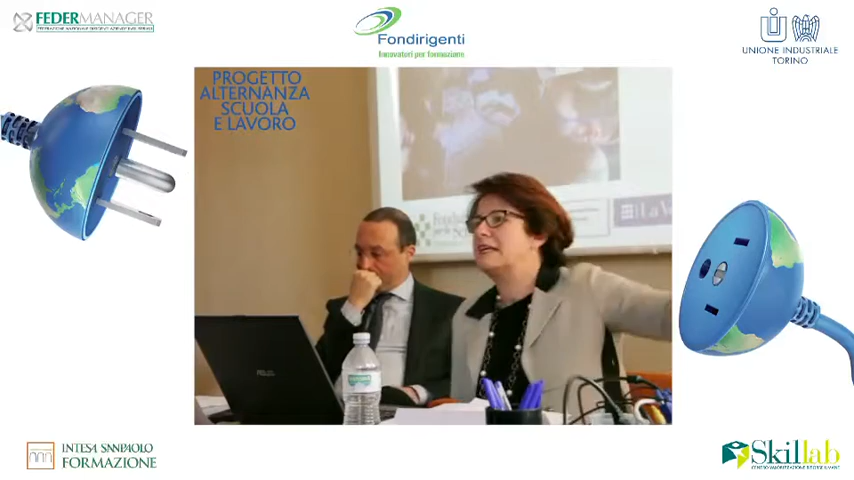 FEDERMANAGER
Fondirigenti
Innovatori per formazione
UNIONE INDUSTRIALE
TORINO
PROGETTO
ALTERNANZA
SCUOLA
E LAVORO
INTESA SANPAOLO
FORMAZIONE
Skillab